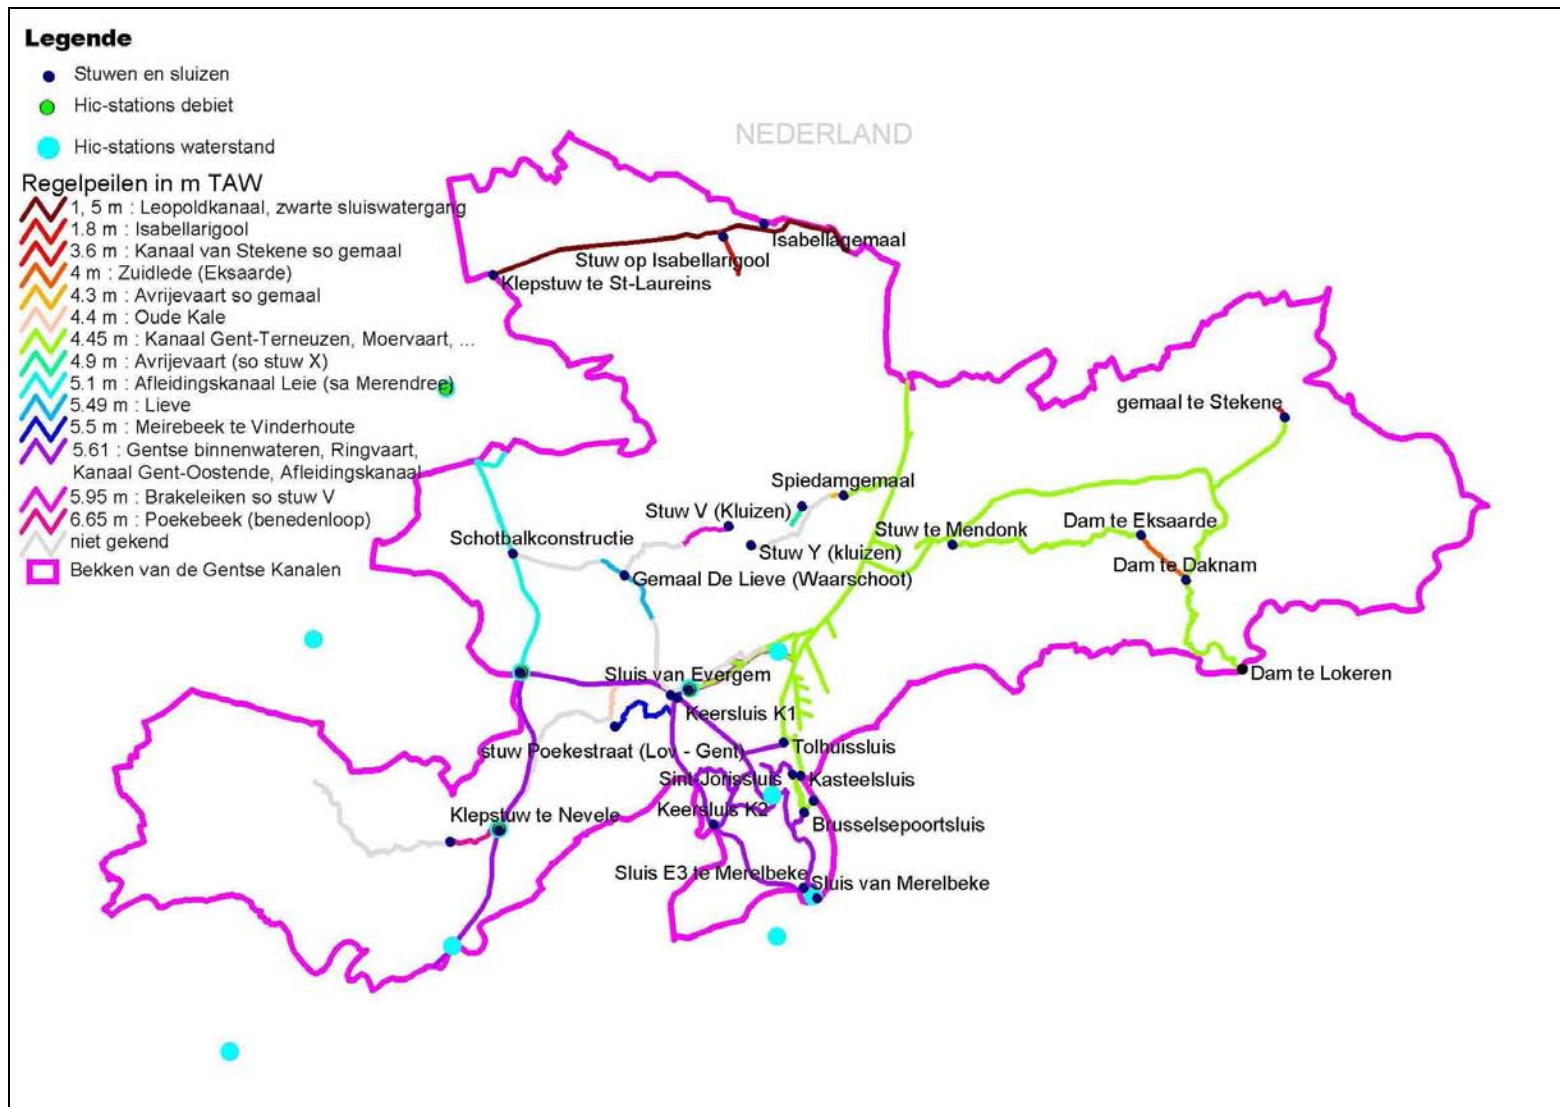 Legende
Stuwen en sluizen
Hic-stations debiet
Hic-stations waterstand
Regelpeilen in m TAW
1, 5 m : Leopoldkanaal, zwarte sluiswatergang
1.8 m : Isabellarigool
3.6 m : Kanaal van Stekene so gemaal
4 m : Zuidlede (Eksaarde)
4.3 m : Avrijevaart so gemaal
4.4 m : Oude Kale
4.45 m : Kanaal Gent-Terneuzen, Moervaart, ...
4.9 m : Avrijevaart (so stuw X)
5.1 m : Afleidingskanaal Leie (sa Merendree)
5.49 m : Lieve
5.5 m : Meirebeek te Vinderhoute
5.61 : Gentse binnenwateren, Ringvaart,
Kanaal Gent-Oostende, Afleidingskanaal
5.95 m : Brakeleiken so stuw V
6.65 m : Poekebeek (benedenloop)
niet gekend
Bekken van de Gentse Kanalen
NEDERLAND
Isabellagemaal
Stuw op Isabellarigool
Klepstuw te St-Laureins
gemaal te Stekene
Spiedamgemaal
Stuw V (Kluizen)
Stuw te Mendonk
Dam te Eksaarde
Schotbalkconstructie
Stuw Y (kluizen)
Dam te Daknam
Gemaal De Lieve (Waarschoot)
Sluis van Evergem
Dam te Lokeren
Keersluis K1
stuw Poekestraat (Lov - Gent)
Tolhuissluis
Sint-Jorissluis
Kasteelsluis
Keersluis K2
Klepstuw te Nevele
Brusselsepoortsluis
Sluis E3 te Merelbeke
Sluis van Merelbeke